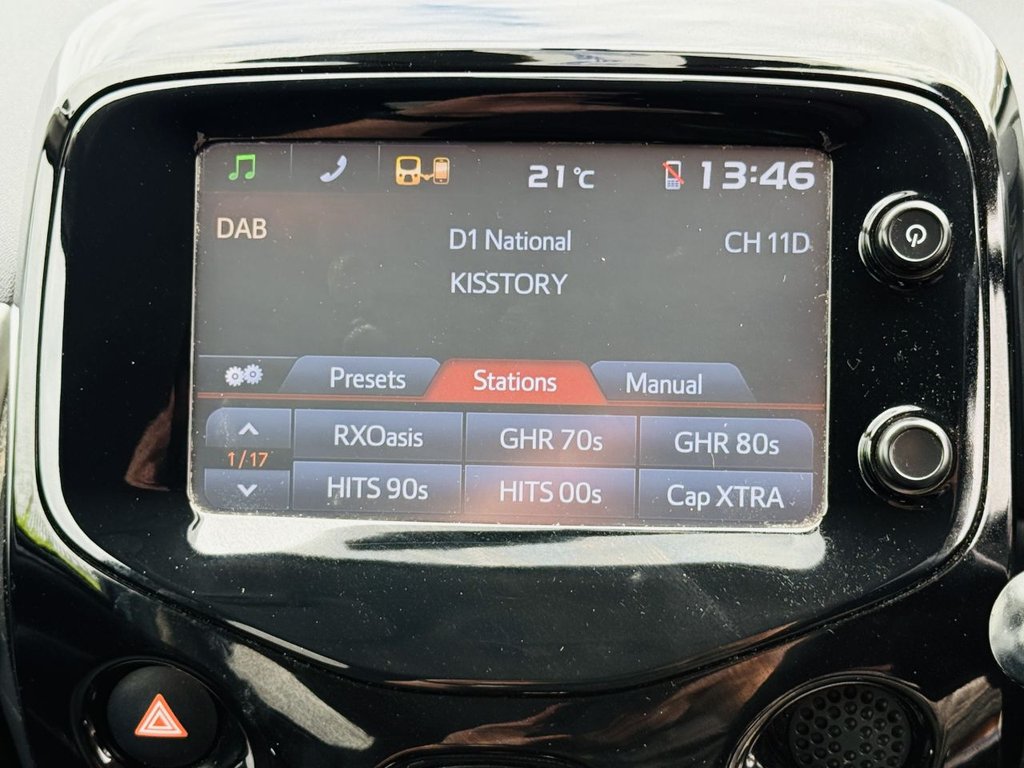 21°C 13:46
DAB D1 National CH 11D
KISSTORY
Presets Stations Manual
RXOasis GHR 70s GHR 80s
1/17
HITS 90s HITS 00s Cap XTRA